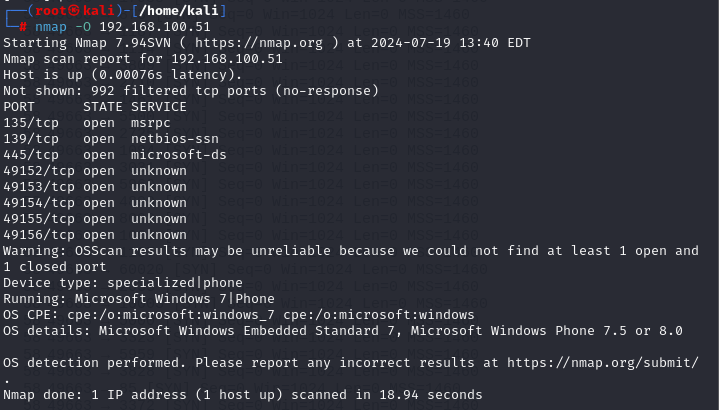 ┌──(root㉿kali)-[/home/kali]
└─# nmap -O 192.168.100.51
Starting Nmap 7.94SVN ( https://nmap.org ) at 2024-07-19 13:40 EDT
Nmap scan report for 192.168.100.51
Host is up (0.00076s latency).
Not shown: 992 filtered tcp ports (no-response)
PORT      STATE SERVICE
135/tcp   open  msrpc
139/tcp   open  netbios-ssn
445/tcp   open  microsoft-ds
49152/tcp open  unknown
49153/tcp open  unknown
49154/tcp open  unknown
49155/tcp open  unknown
49156/tcp open  unknown
Warning: OSScan results may be unreliable because we could not find at least 1 open and
1 closed port
Device type: specialized|phone
Running: Microsoft Windows 7|Phone
OS CPE: cpe:/o:microsoft:windows_7 cpe:/o:microsoft:windows
OS details: Microsoft Windows Embedded Standard 7, Microsoft Windows Phone 7.5 or 8.0
OS detection performed. Please report any incorrect results at https://nmap.org/submit/
.
Nmap done: 1 IP address (1 host up) scanned in 18.94 seconds